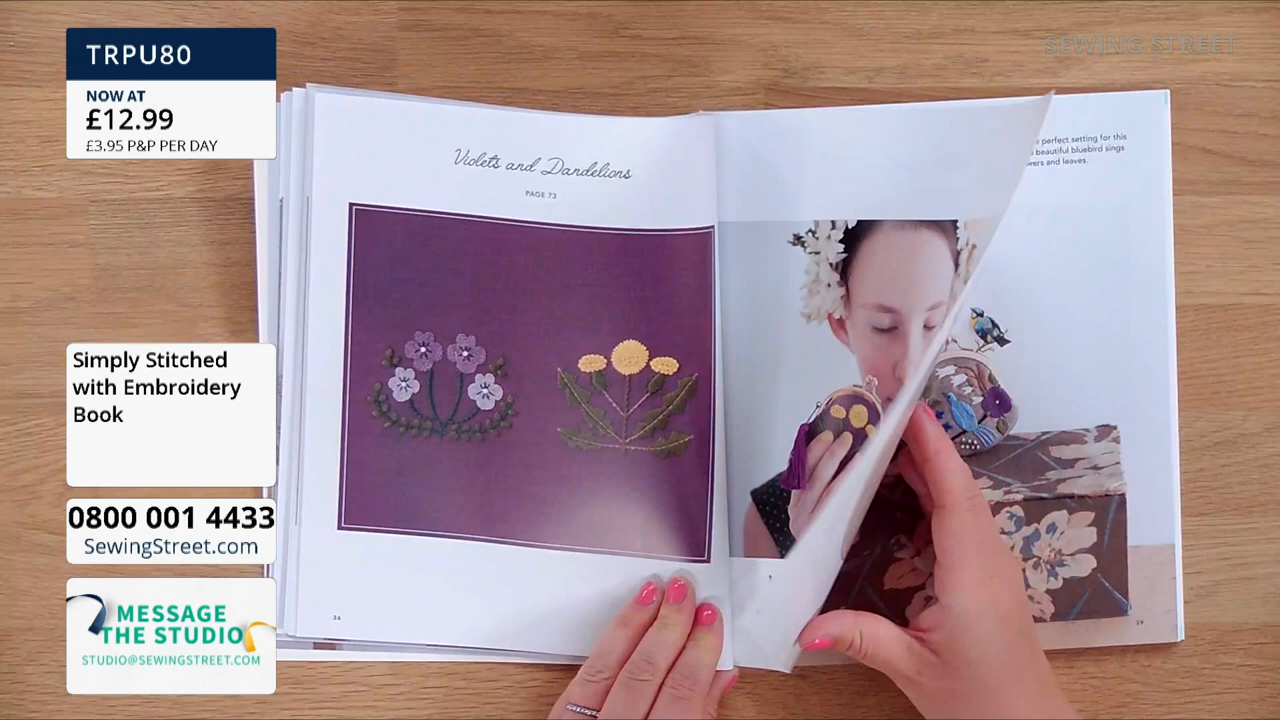 TRPU80
NOW AT
£12.99
£3.95 P&P PER DAY
Simply Stitched
with Embroidery
Book
0800 001 4433
SewingStreet.com
MESSAGE
THE STUDIO
STUDIO@SEWINGSTREET.COM
SEWING STREET
Violets and Dandelions
PAGE 73
36
perfect setting for this
beautiful bluebird sings
and leaves.
39